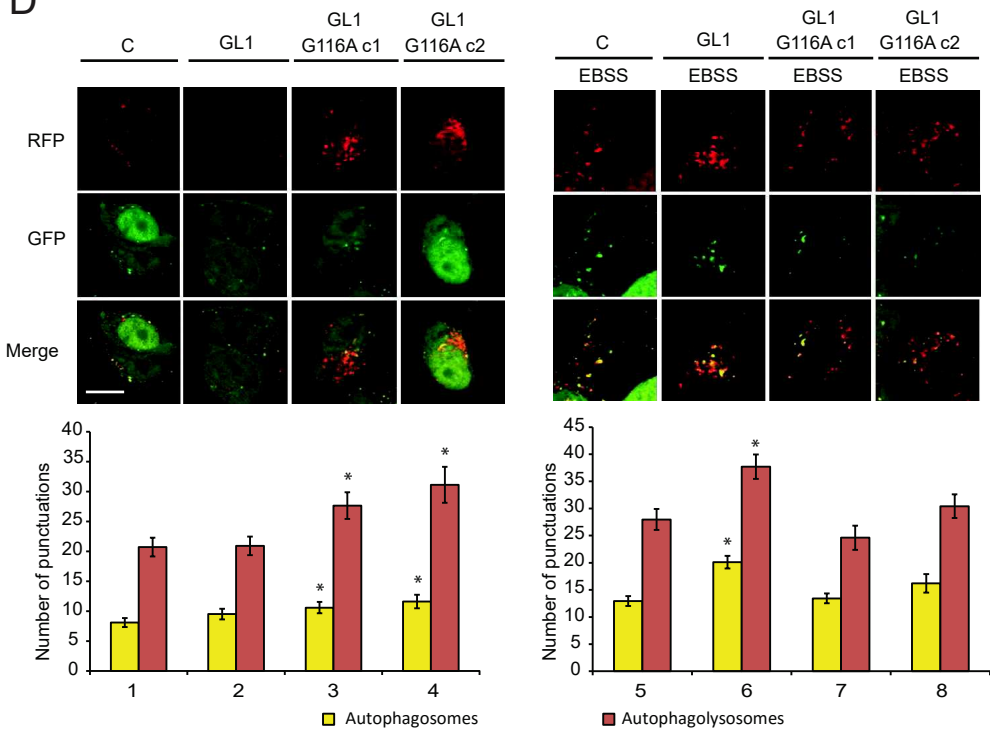 D
C GL1 GL1 G116A c1 GL1 G116A c2
C GL1 GL1 G116A c1 GL1 G116A c2
EBSS EBSS EBSS EBSS
RFP
GFP
Merge
Number of punctuations
40
35
30
25
20
15
10
5
0
* * * *
1 2 3 4
Number of punctuations
45
40
35
30
25
20
15
10
5
0
* *
5 6 7 8
Autophagosomes
Autophagolysosomes